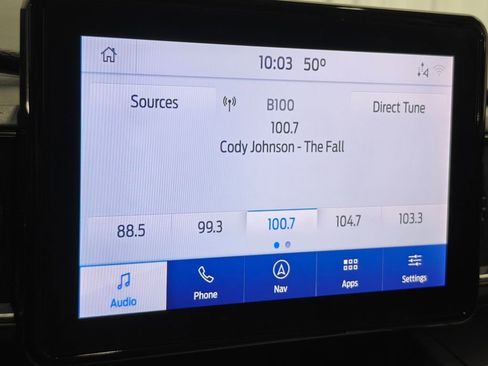 10:03 50°
Sources B100 Direct Tune
100.7
Cody Johnson - The Fall
88.5 99.3 100.7 104.7 103.3
Audio Phone Nav Apps Settings